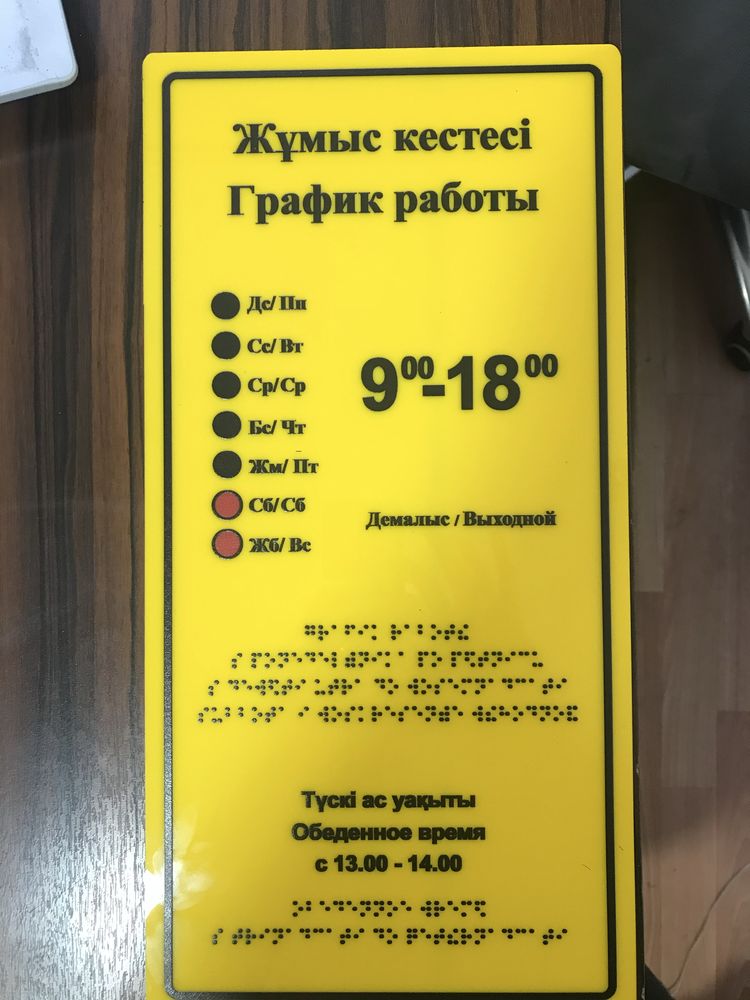 Жұмыс кестесі
График работы
Дс/ Пн
Сс/ Вт
Ср/Ср
9⁰⁰-18⁰⁰
Бс/ Чт
Жм/ Пт
Сб/ Сб
Демалыс / Выходной
Жб/ Вс
Түскі ас уақыты
Обеденное время
с 13.00 - 14.00